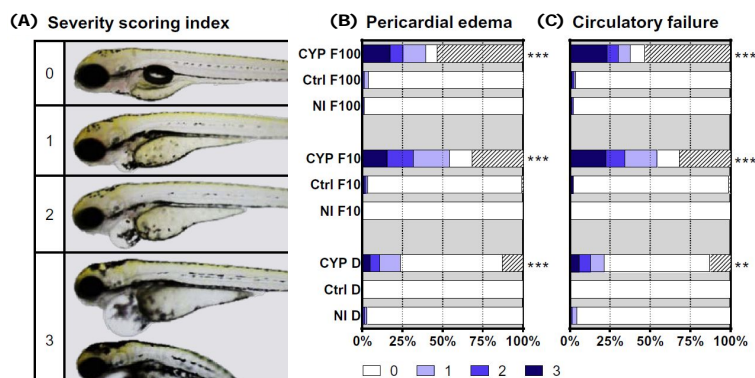 (A) Severity scoring index
0
1
2
3
(B) Pericardial edema
CYP F100
***
Ctrl F100
NI F100
CYP F10
***
Ctrl F10
NI F10
CYP D
***
Ctrl D
NI D
0% 25% 50% 75% 100%
(C) Circulatory failure
***
***
**
0% 25% 50% 75% 100%
0 1 2 3